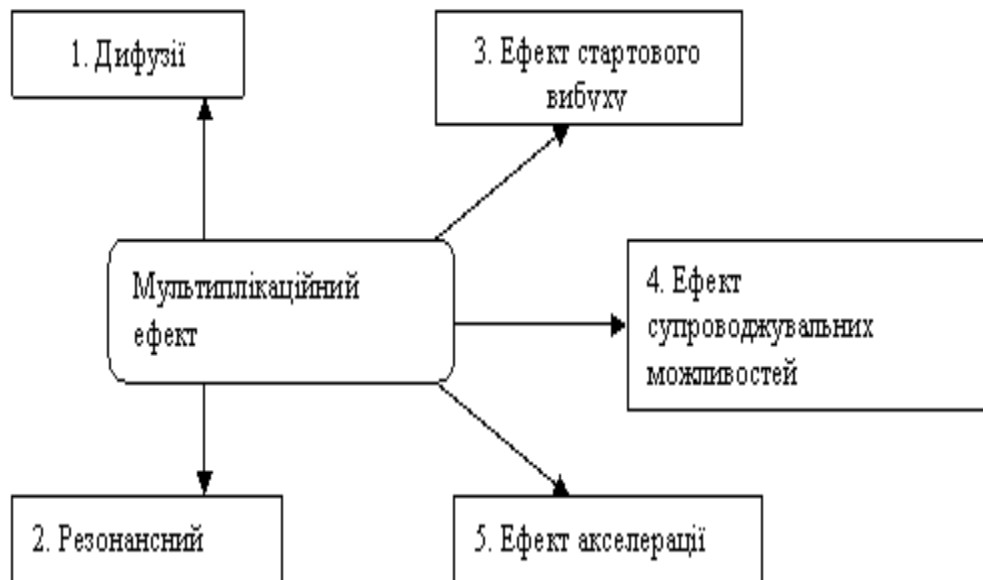 1. Дифузії
3. Ефект стартового
вибуху
Мультиплікаційний
ефект
4. Ефект
супроводжувальних
можливостей
2. Резонансний
5. Ефект акселерації